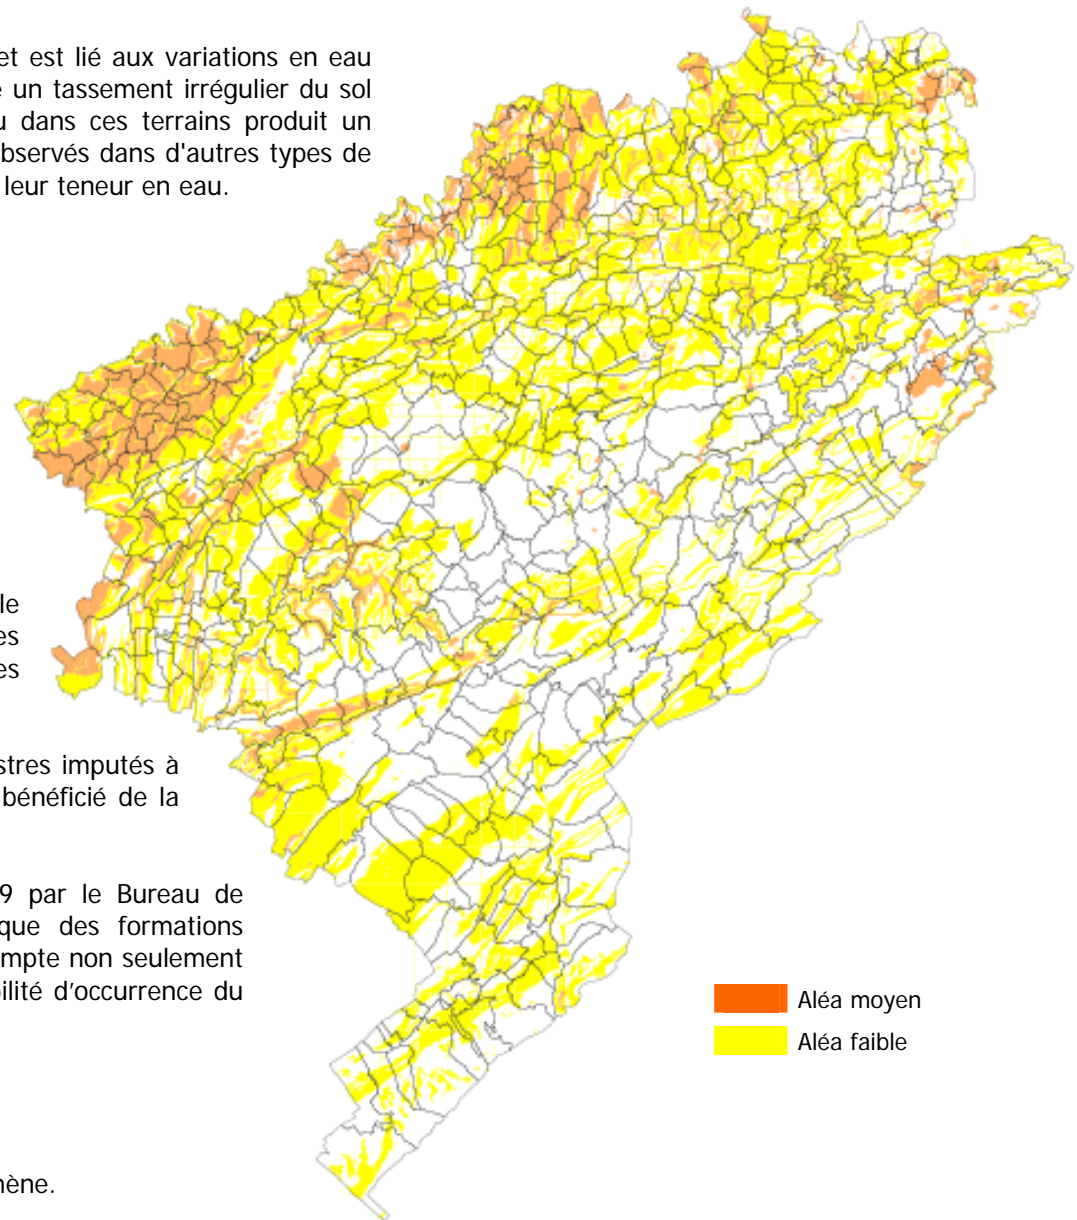 et est lié aux variations en eau
un tassement irrégulier du sol
dans ces terrains produit un
observés dans d'autres types de
leur teneur en eau.
le
es
es
stres imputés à
bénéficié de la
9 par le Bureau de
que des formations
mpte non seulement
bilité d'occurrence du
Aléa moyen
Aléa faible
nène.